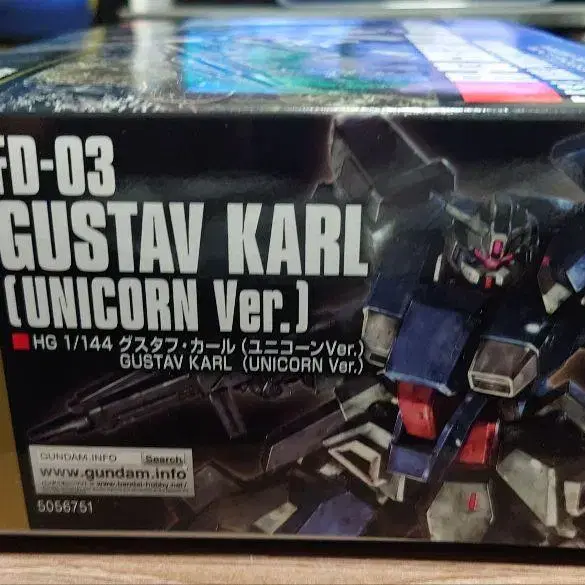 FD-03
GUSTAV KARL
(UNICORN Ver.)
HG 1/144 グスタフ・カール (ユニコーンVer.)
GUSTAV KARL (UNICORN Ver.)
GUNDAM.INFO Search
www.gundam.info
5056751